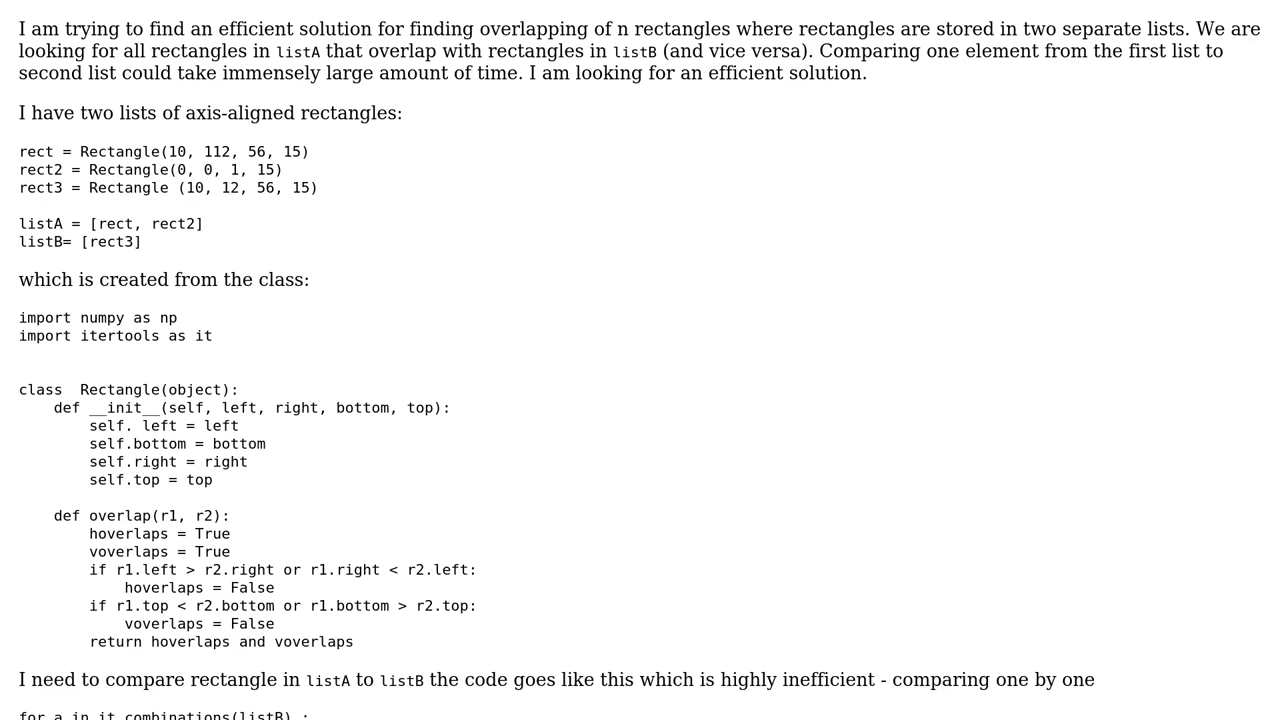 I am trying to find an efficient solution for finding overlapping of n rectangles where rectangles are stored in two separate lists. We are
looking for all rectangles in listA that overlap with rectangles in listB (and vice versa). Comparing one element from the first list to
second list could take immensely large amount of time. I am looking for an efficient solution.
I have two lists of axis-aligned rectangles:
rect = Rectangle(10, 112, 56, 15)
rect2 = Rectangle(0, 0, 1, 15)
rect3 = Rectangle (10, 12, 56, 15)
listA = [rect, rect2]
listB= [rect3]
which is created from the class:
import numpy as np
import itertools as it
class  Rectangle(object):
    def __init__(self, left, right, bottom, top):
        self. left = left
        self.bottom = bottom
        self.right = right
        self.top = top
    def overlap(r1, r2):
        hoverlaps = True
        voverlaps = True
        if r1.left > r2.right or r1.right < r2.left:
            hoverlaps = False
        if r1.top < r2.bottom or r1.bottom > r2.top:
            voverlaps = False
        return hoverlaps and voverlaps
I need to compare rectangle in listA to listB the code goes like this which is highly inefficient - comparing one by one
for a in it.combinations(listB) :